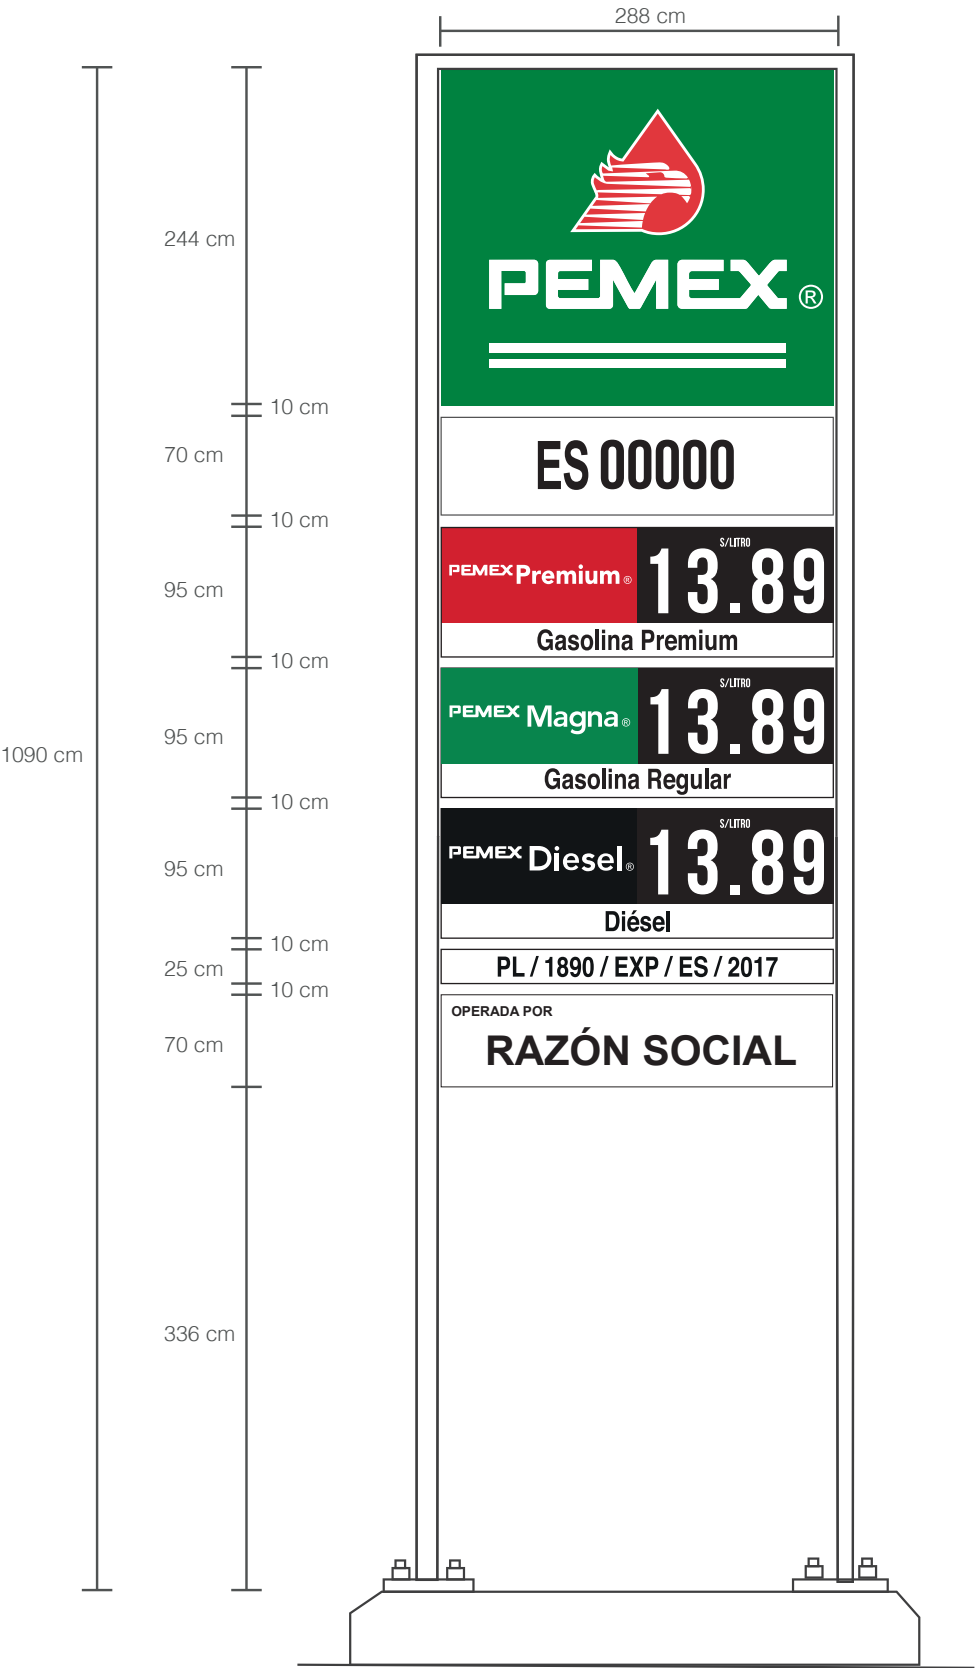 288 cm
244 cm
PEMEX ®
10 cm
70 cm
ES 00000
10 cm
95 cm
PEMEX Premium®
$/LITRO
13.89
Gasolina Premium
10 cm
95 cm
1090 cm
PEMEX Magna®
$/LITRO
13.89
Gasolina Regular
10 cm
95 cm
PEMEX Diesel®
$/LITRO
13.89
Diésel
10 cm
25 cm
PL / 1890 / EXP / ES / 2017
10 cm
70 cm
OPERADA POR
RAZÓN SOCIAL
336 cm